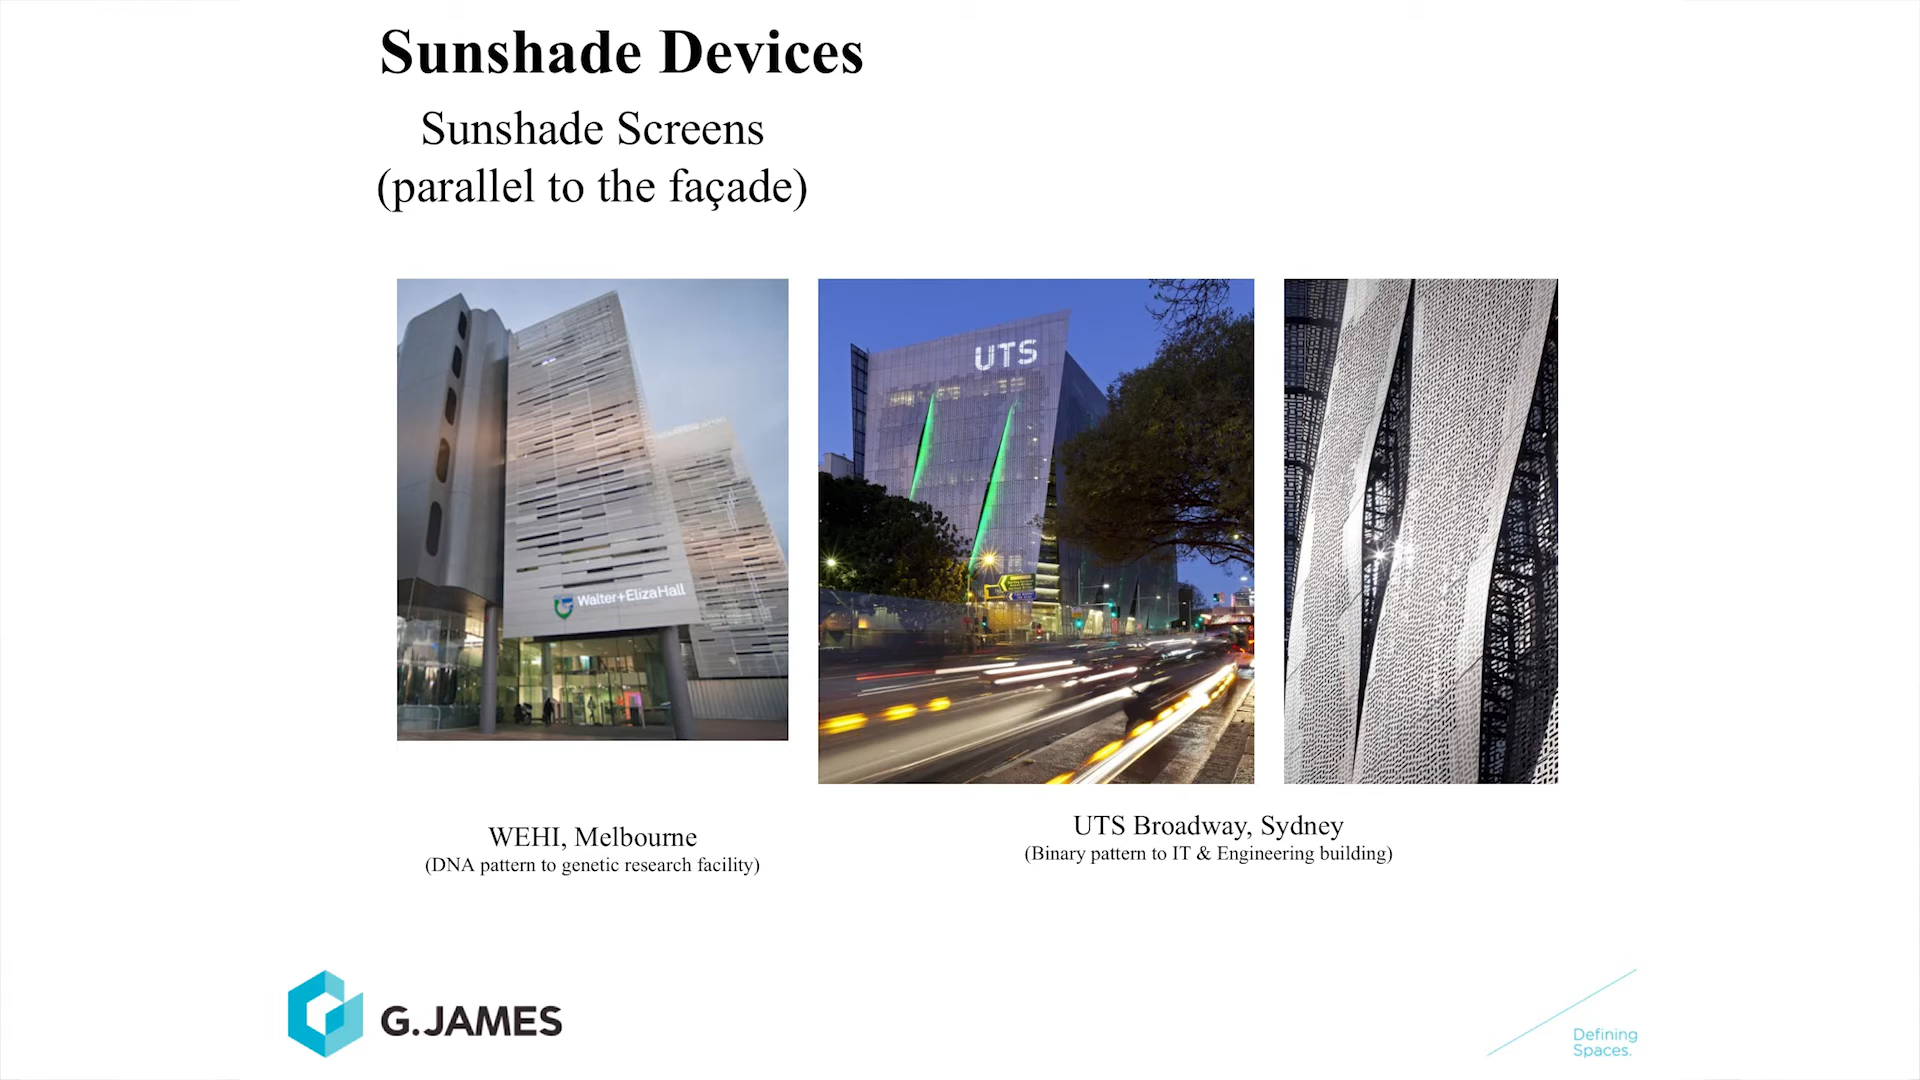 Sunshade Devices
Sunshade Screens
(parallel to the façade)
Walter+ElizaHall
UTS
WEHI, Melbourne
(DNA pattern to genetic research facility)
UTS Broadway, Sydney
(Binary pattern to IT & Engineering building)
G.JAMES
Defining
Spaces.